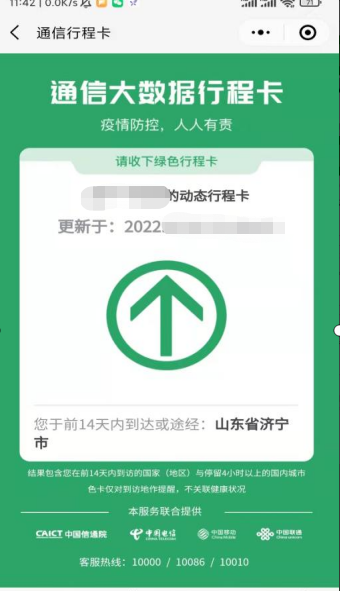 11:42 | 0.0K/s
通信行程卡
通信大数据行程卡
疫情防控，人人有责
请收下绿色行程卡
的动态行程卡
更新于：2022
您于前14天内到达或途经：山东省济宁
市
结果包含您在前14天内到访的国家（地区）与停留4小时以上的国内城市
色卡仅对到访地作提醒，不关联健康状况
本服务联合提供
CAICT 中国信通院 中国电信 CHINA TELECOM 中国移动 China Mobile 中国联通
客服热线：10000 / 10086 / 10010